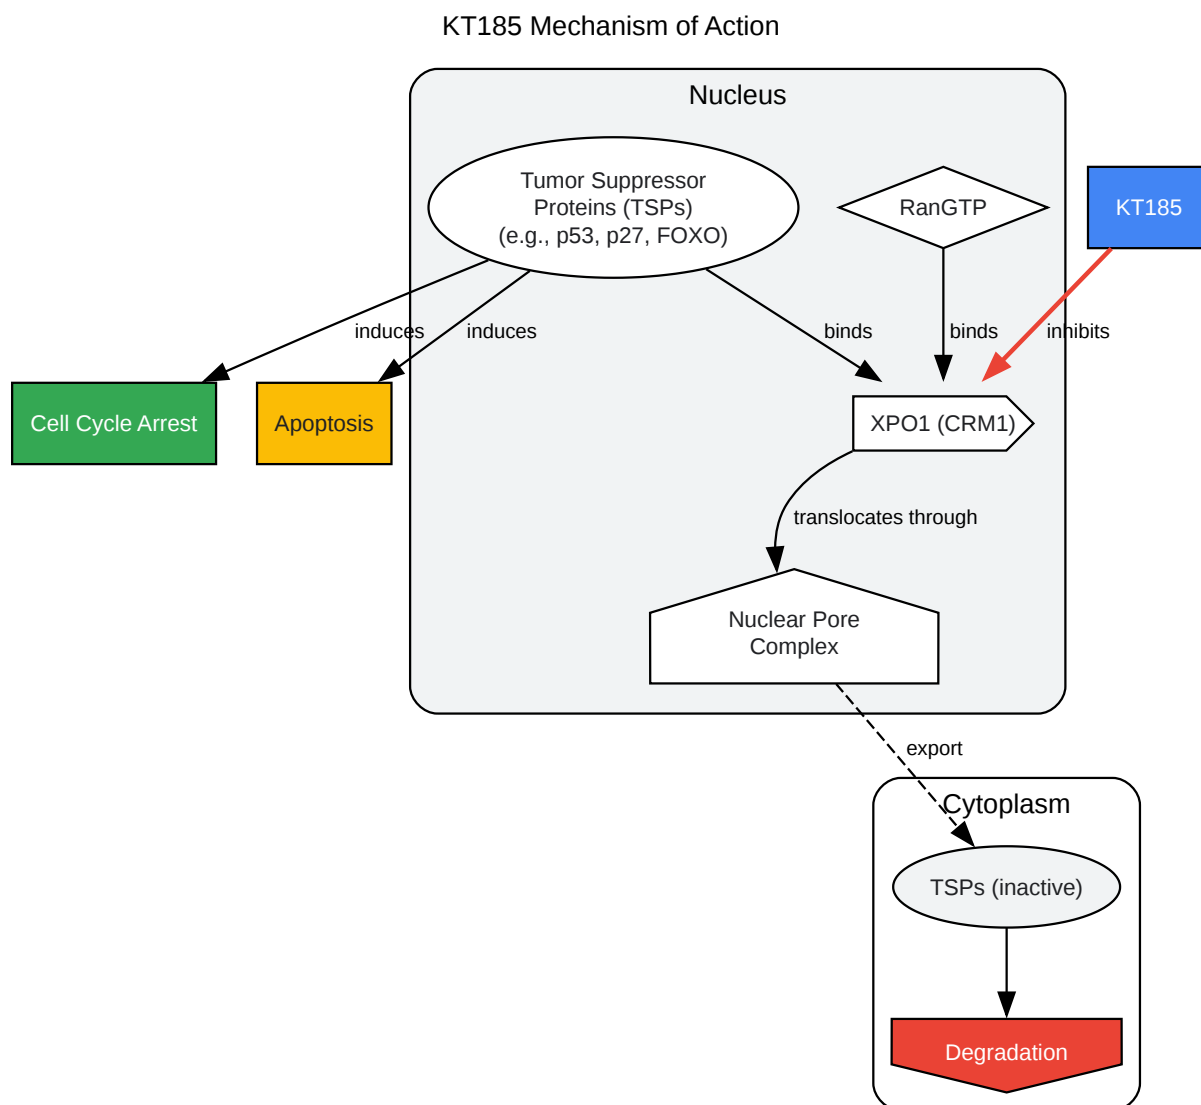 KT185 Mechanism of Action
Nucleus
Tumor Suppressor
Proteins (TSPs)
(e.g., p53, p27, FOXO)
RanGTP
KT185
induces
induces
binds
binds
inhibits
Cell Cycle Arrest
Apoptosis
XPO1 (CRM1)
translocates through
Nuclear Pore
Complex
export
Cytoplasm
TSPs (inactive)
Degradation